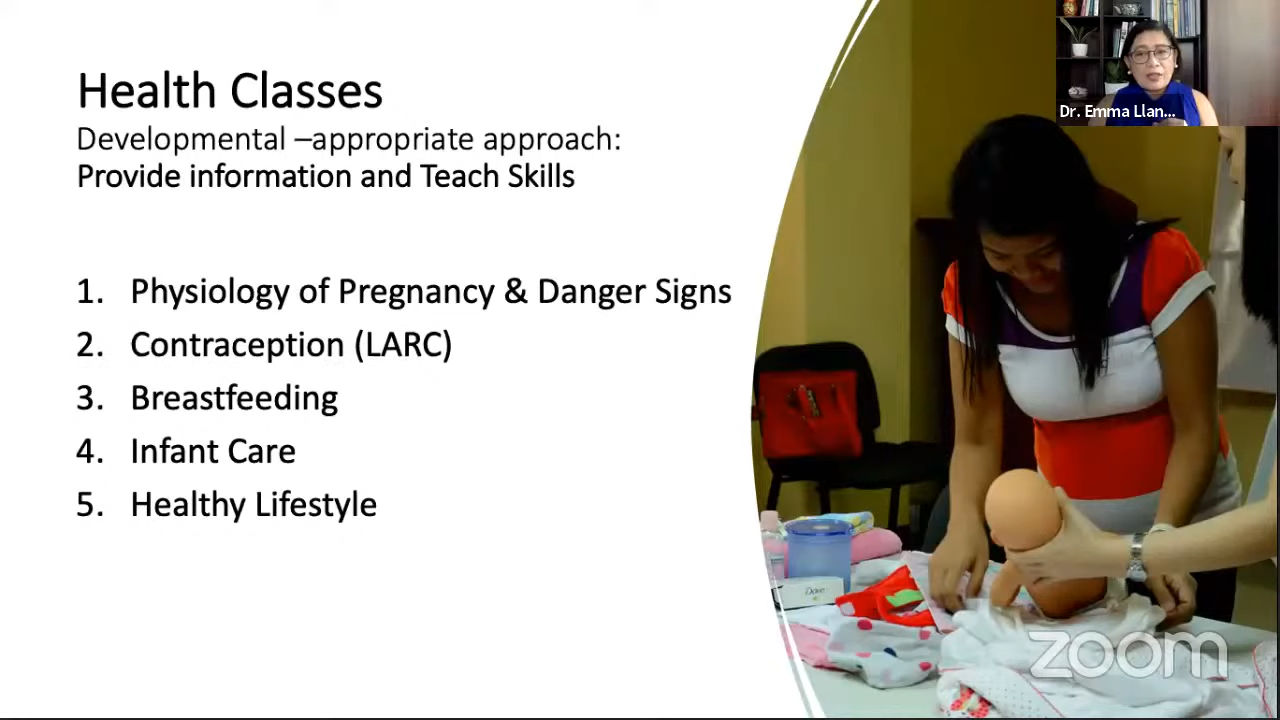 Health Classes
Developmental –appropriate approach:
Provide information and Teach Skills
1. Physiology of Pregnancy & Danger Signs
2. Contraception (LARC)
3. Breastfeeding
4. Infant Care
5. Healthy Lifestyle
Dr. Emma Llan...
Dove
zoom